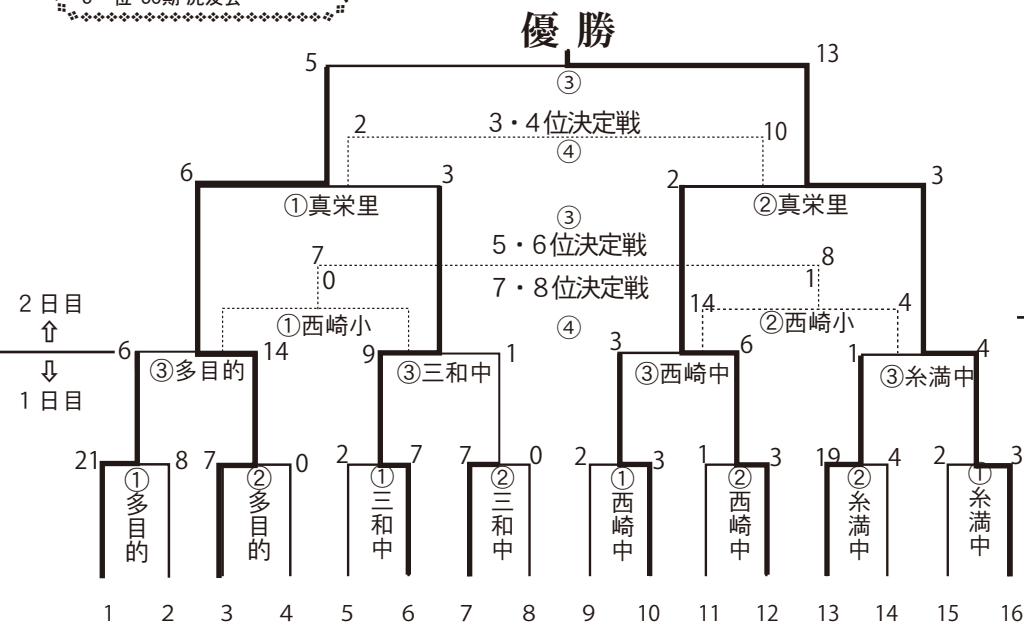 優 勝
5
13
③
2
3・4位決定戦
10
④
6
3
2
3
①真栄里
②真栄里
③
5・6位決定戦
7
8
0
7・8位決定戦
1
14
4
①西崎小
②西崎小
④
2日目
⇧
⇩
1日目
6
14
9
1
3
6
1
4
③多目的
③三和中
③西崎中
③糸満中
21
8
7
0
2
7
7
0
2
3
1
3
19
4
2
3
①多目的
②多目的
①三和中
②三和中
①西崎中
②西崎中
②糸満中
①糸満中
1 2 3 4 5 6 7 8 9 10 11 12 13 14 15 16